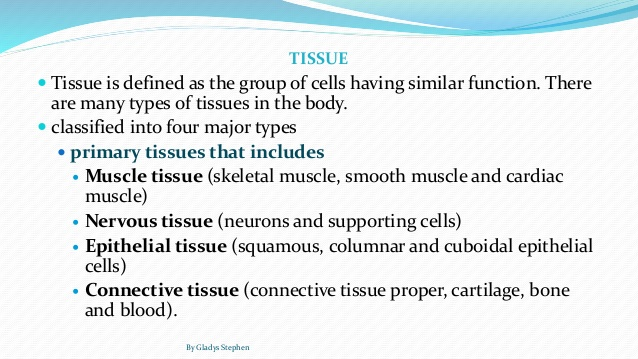 TISSUE
• Tissue is defined as the group of cells having similar function. There
are many types of tissues in the body.
• classified into four major types
• primary tissues that includes
• Muscle tissue (skeletal muscle, smooth muscle and cardiac
muscle)
• Nervous tissue (neurons and supporting cells)
• Epithelial tissue (squamous, columnar and cuboidal epithelial
cells)
• Connective tissue (connective tissue proper, cartilage, bone
and blood).
By Gladys Stephen